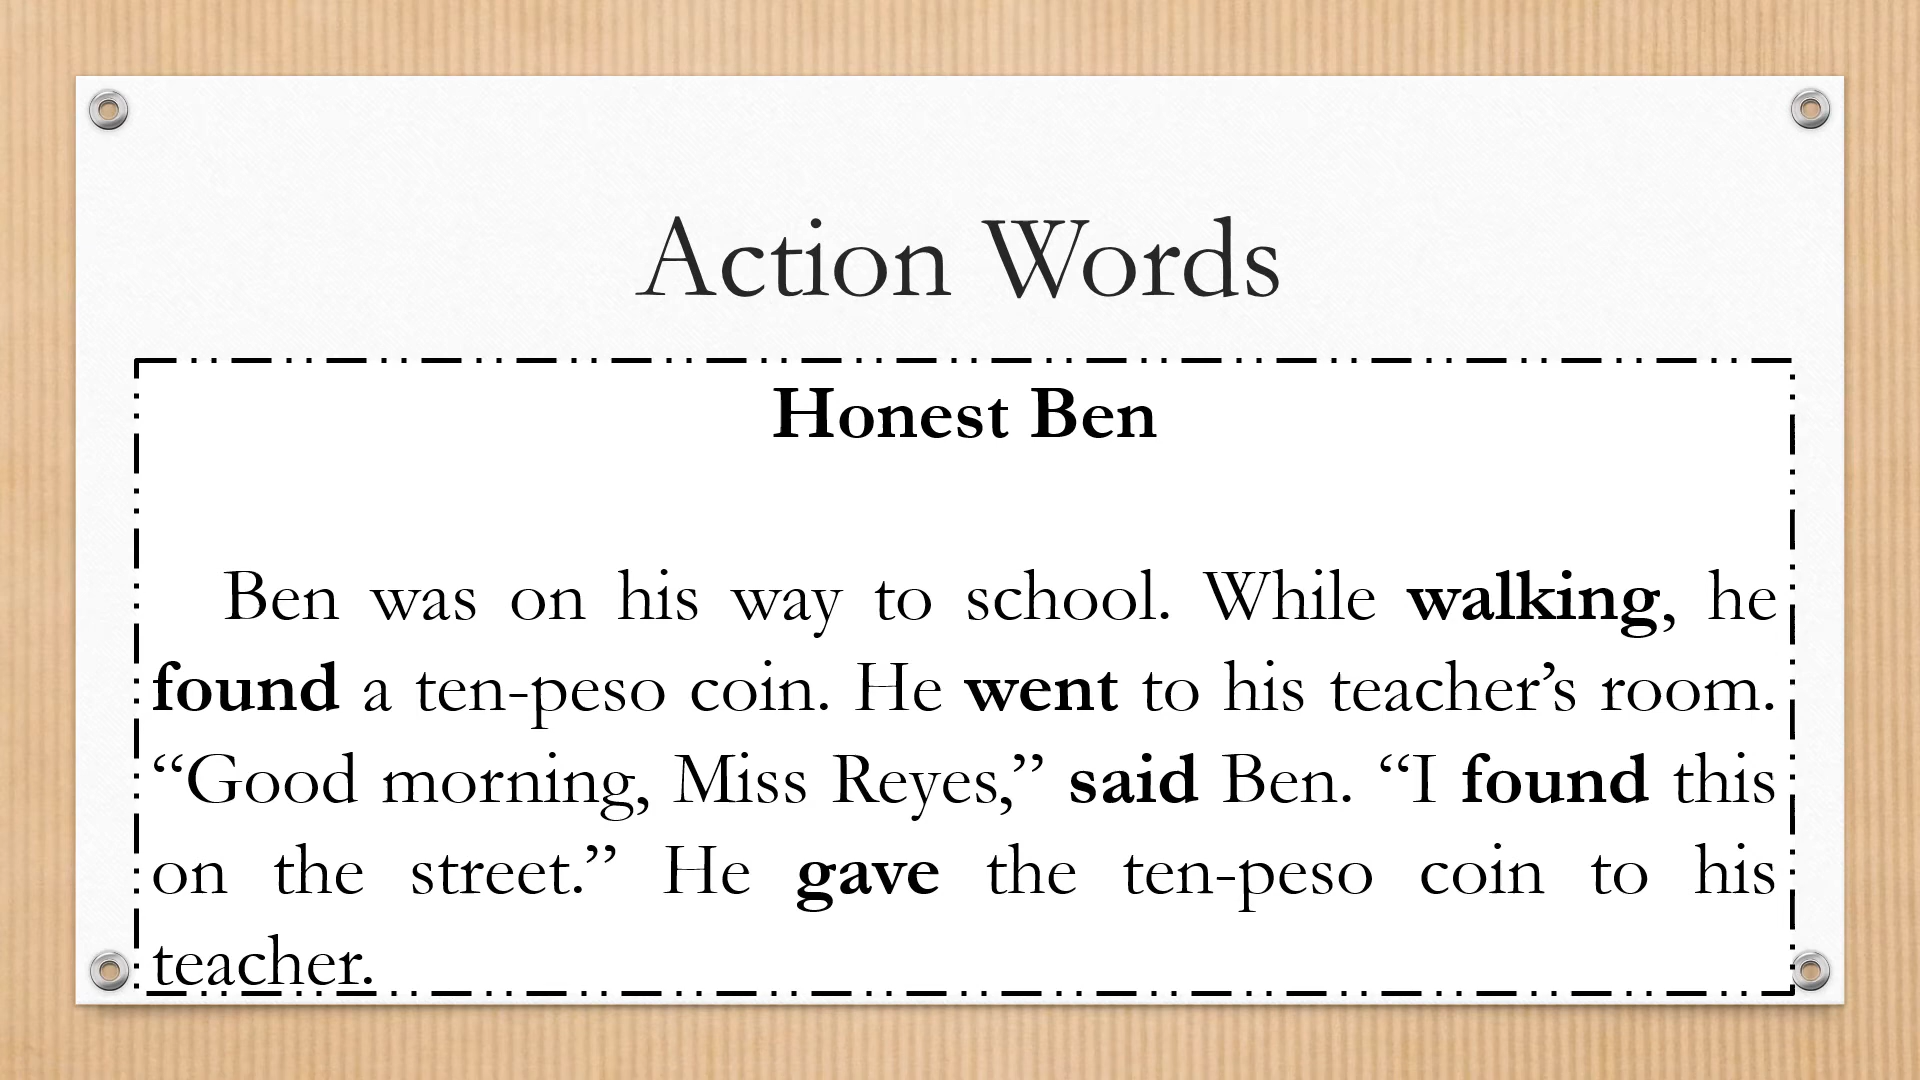 Action Words
Honest Ben
Ben was on his way to school. While walking, he
found a ten-peso coin. He went to his teacher’s room.
“Good morning, Miss Reyes,” said Ben. “I found this
on the street.” He gave the ten-peso coin to his
teacher.